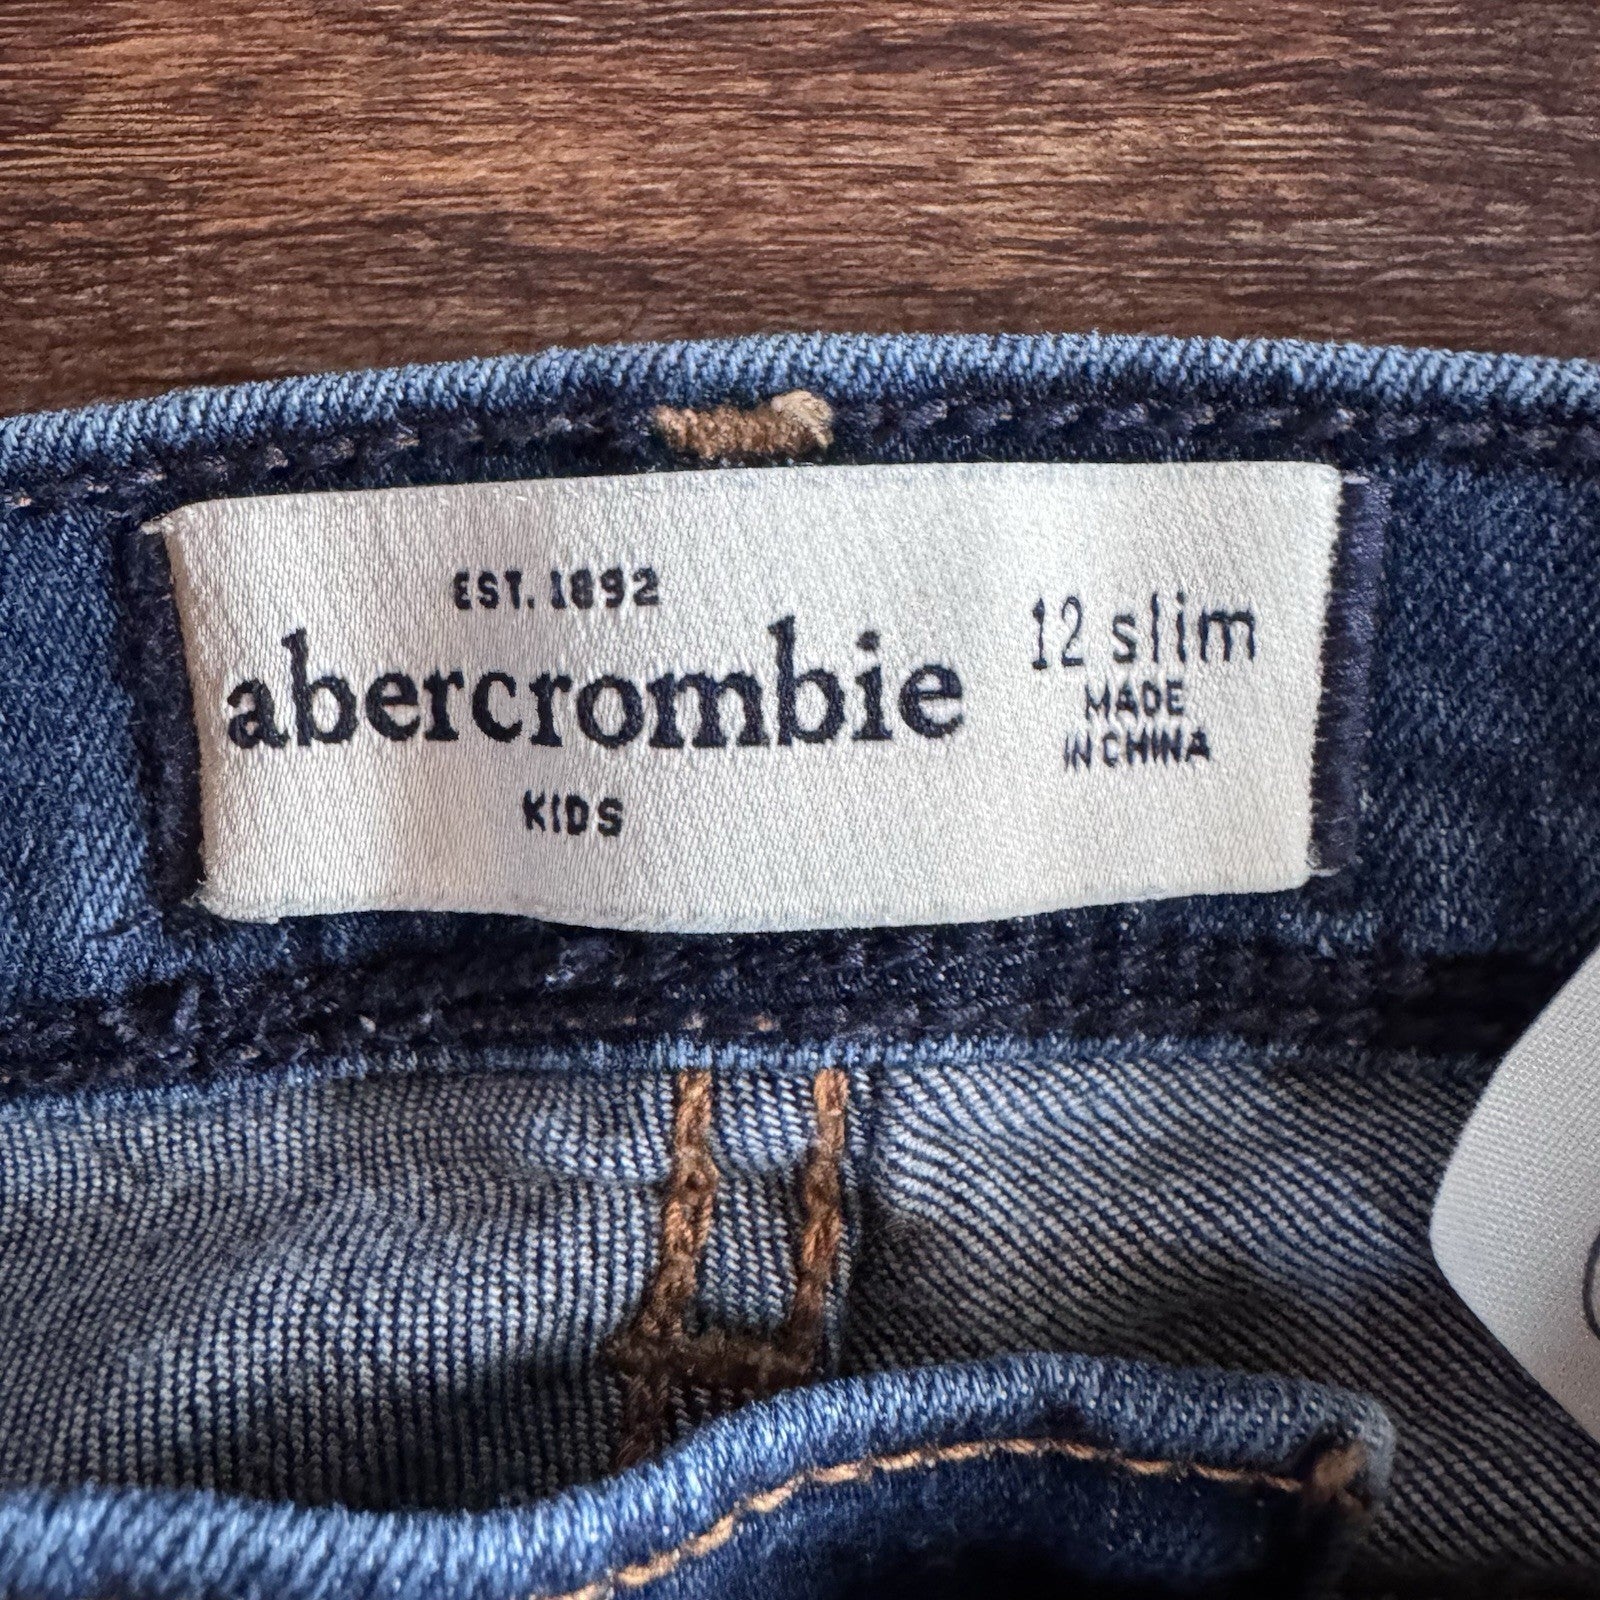 EST. 1892
abercrombie
KIDS
12 slim
MADE
IN CHINA